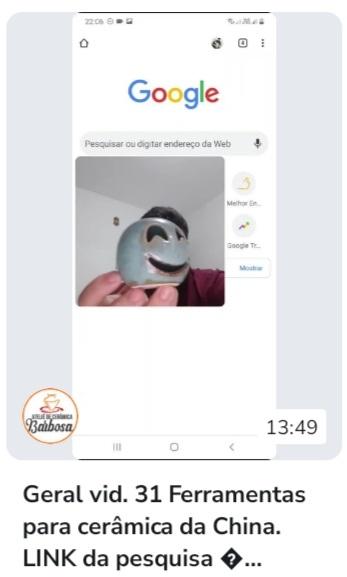 22:06
4
Google
Pesquisar ou digitar endereço da Web
Melhor En...
Google Tr...
Mostrar
ATELIÊ DE CERÂMICA
Barbosa
13:49
Geral vid. 31 Ferramentas
para cerâmica da China.
LINK da pesquisa �...